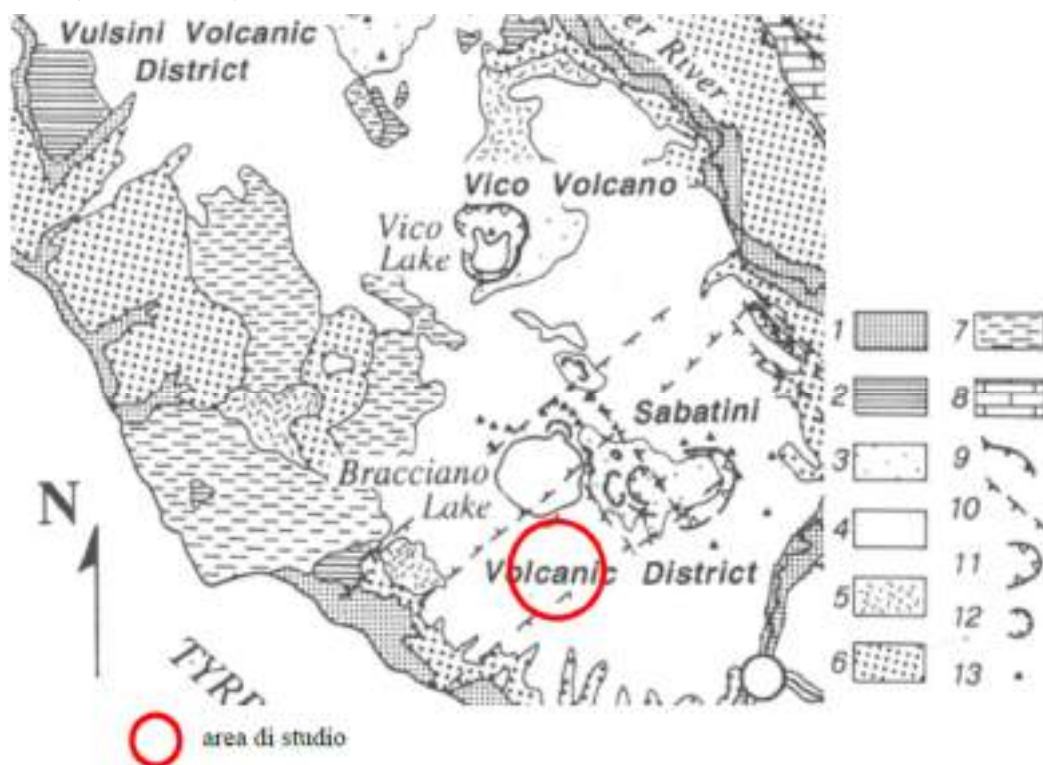 Vulsini Volcanic
District
er River
Vico Volcano
Vico
Lake
Sabatini
Bracciano
Lake
Volcanic District
N
TYRR
area di studio
1
2
3
4
5
6
7
8
9
10
11
12
13